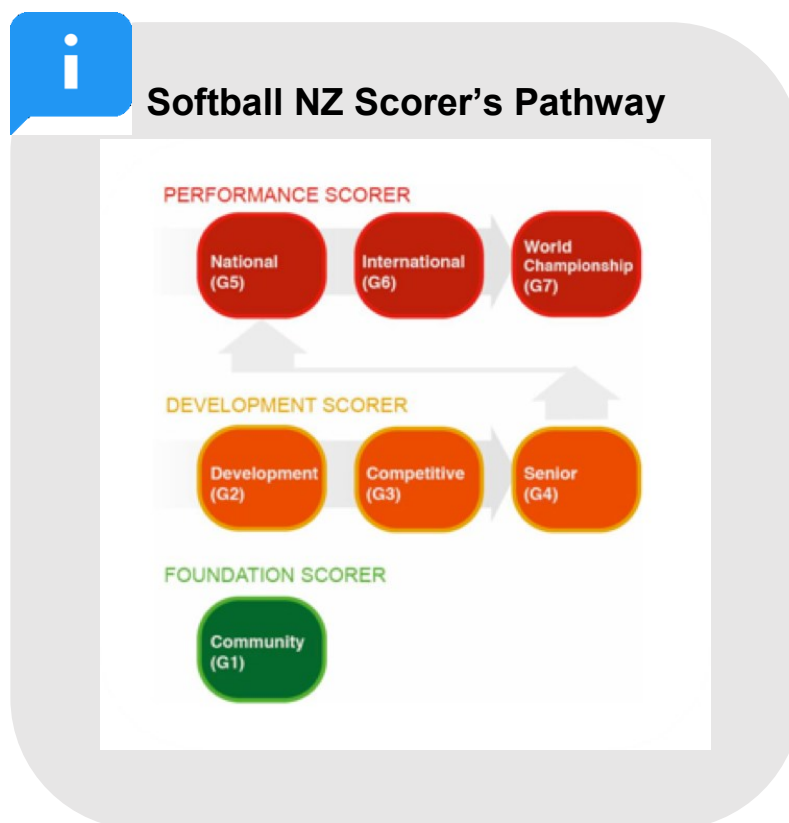 i
Softball NZ Scorer's Pathway
PERFORMANCE SCORER
National
(G5)
International
(G6)
World
Championship
(G7)
DEVELOPMENT SCORER
Development
(G2)
Competitive
(G3)
Senior
(G4)
FOUNDATION SCORER
Community
(G1)